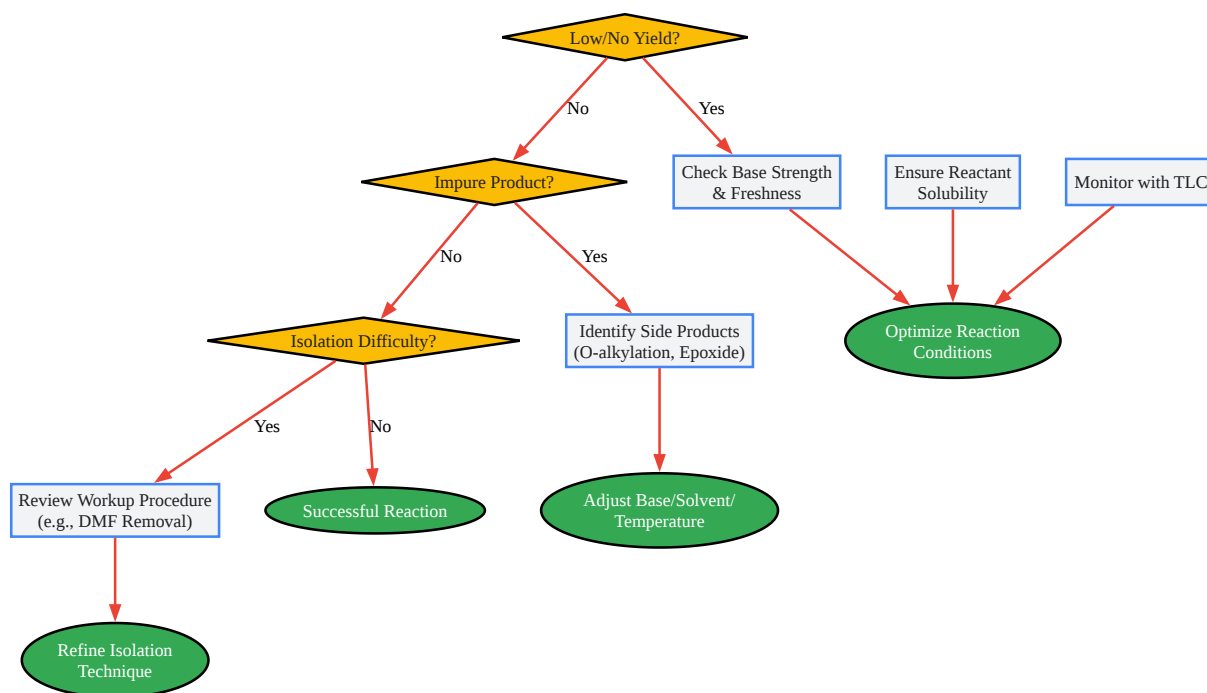 Low/No Yield?
No
Yes
Impure Product?
Check Base Strength
& Freshness
Ensure Reactant
Solubility
Monitor with TLC
No
Yes
Isolation Difficulty?
Identify Side Products
(O-alkylation, Epoxide)
Optimize Reaction
Conditions
Yes
No
Review Workup Procedure
(e.g., DMF Removal)
Successful Reaction
Adjust Base/Solvent/
Temperature
Refine Isolation
Technique